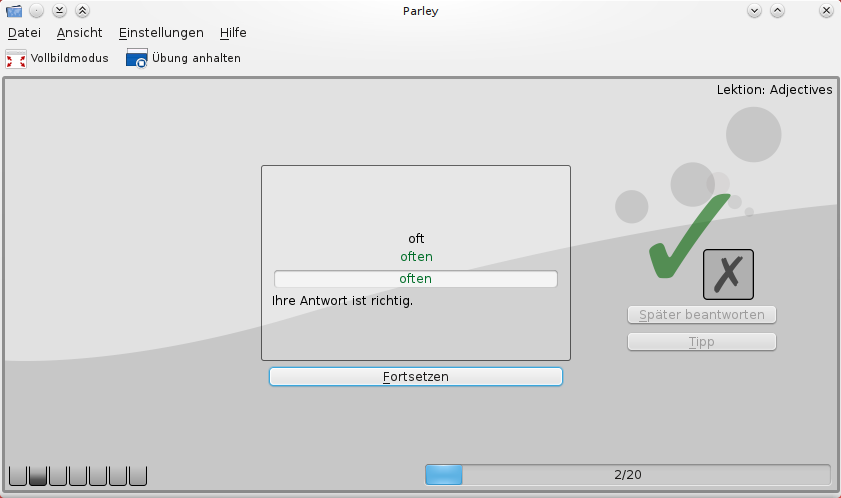 Parley
Datei Ansicht Einstellungen Hilfe
Vollbildmodus Übung anhalten
Lektion: Adjectives
oft
often
often
Ihre Antwort ist richtig.
Später beantworten
Tipp
Fortsetzen
2/20